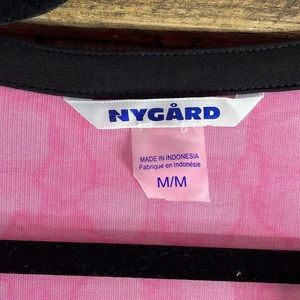 NYGÅRD
MADE IN INDONESIA
Fabriqué en Indonésie
M/M